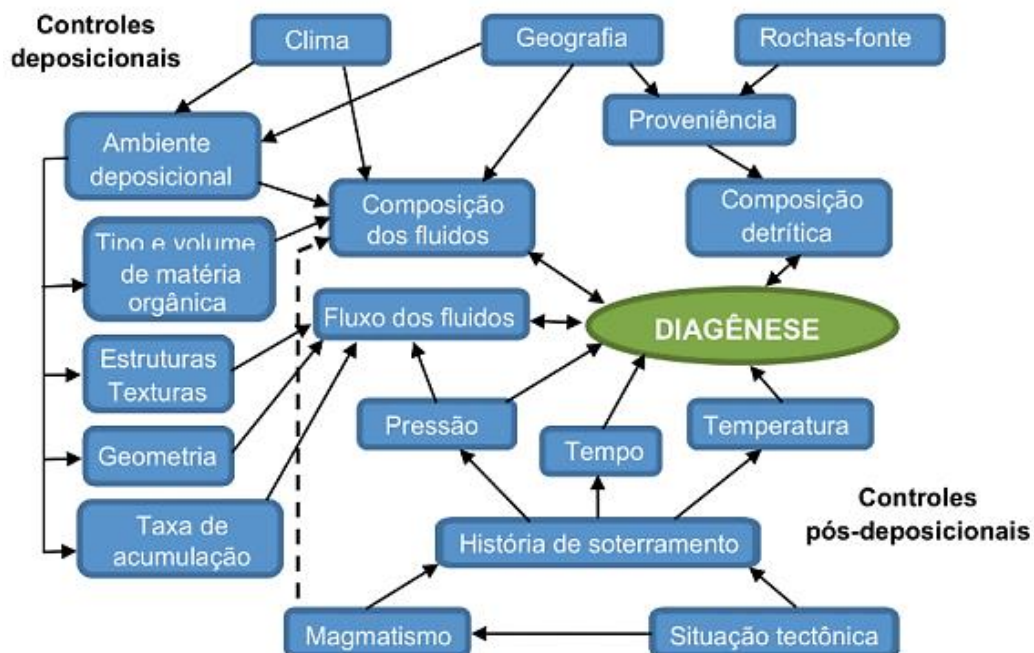 Controles
deposicionais
Clima
Geografia
Rochas-fonte
Ambiente
deposicional
Proveniência
Composição
dos fluidos
Composição
detrítica
Tipo e volume
de matéria
orgânica
Fluxo dos fluidos
DIAGÊNESE
Estruturas
Texturas
Pressão
Tempo
Temperatura
Geometria
Taxa de
acumulação
História de soterramento
Controles
pós-deposicionais
Magmatismo
Situação tectônica